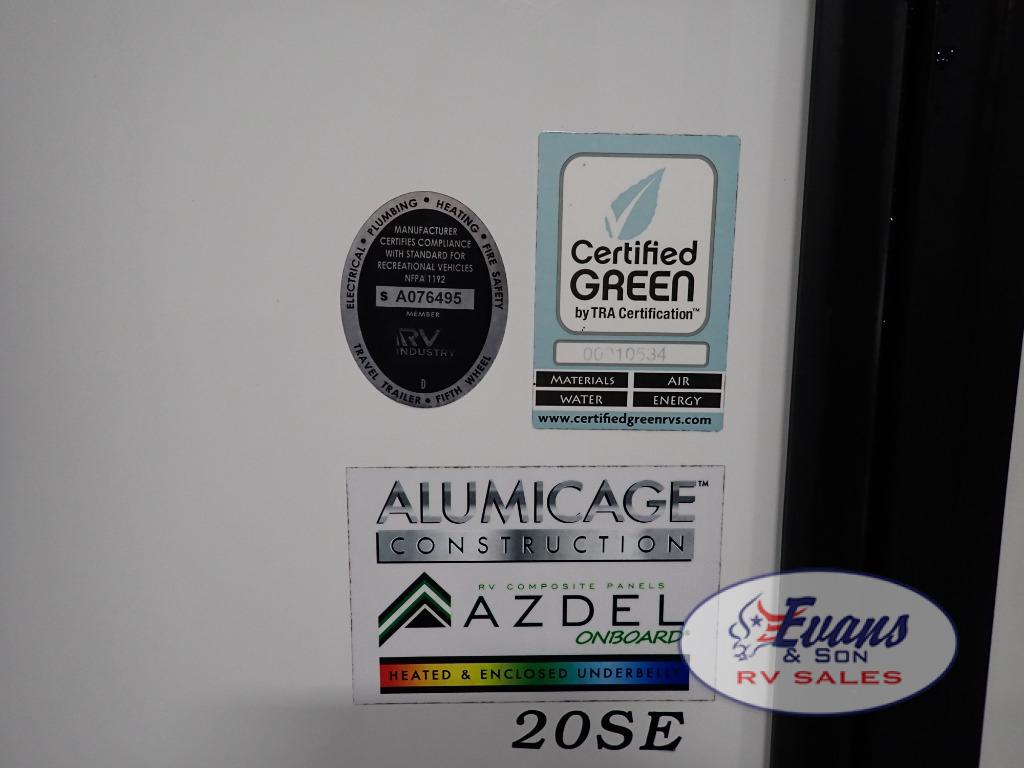 ELECTRICAL • PLUMBING • HEATING • FIRE SAFETY
MANUFACTURER
CERTIFIES COMPLIANCE
WITH STANDARD FOR
RECREATIONAL VEHICLES
NFPA 1192
S A076495
MEMBER
RV
INDUSTRY
D
TRAVEL TRAILER • FIFTH WHEEL
Certified
GREEN
by TRA Certification™
MATERIALS AIR
WATER ENERGY
www.certifiedgreenrvs.com
ALUMICAGE™
CONSTRUCTION
RV COMPOSITE PANELS
AZDEL
ONBOARD®
HEATED & ENCLOSED UNDERBELLY
20SE
Evans
& SON
RV SALES